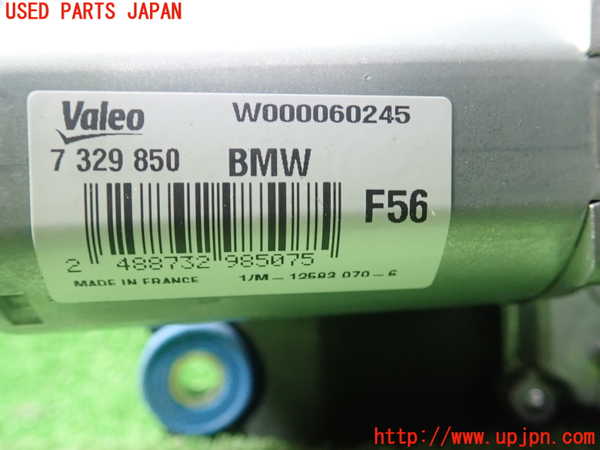 USED PARTS JAPAN
Valeo W000060245
7 329 850 BMW
F56
2 488732 985075
MADE IN FRANCE 1/M - 12583 070-6
http://www.upjpn.com/